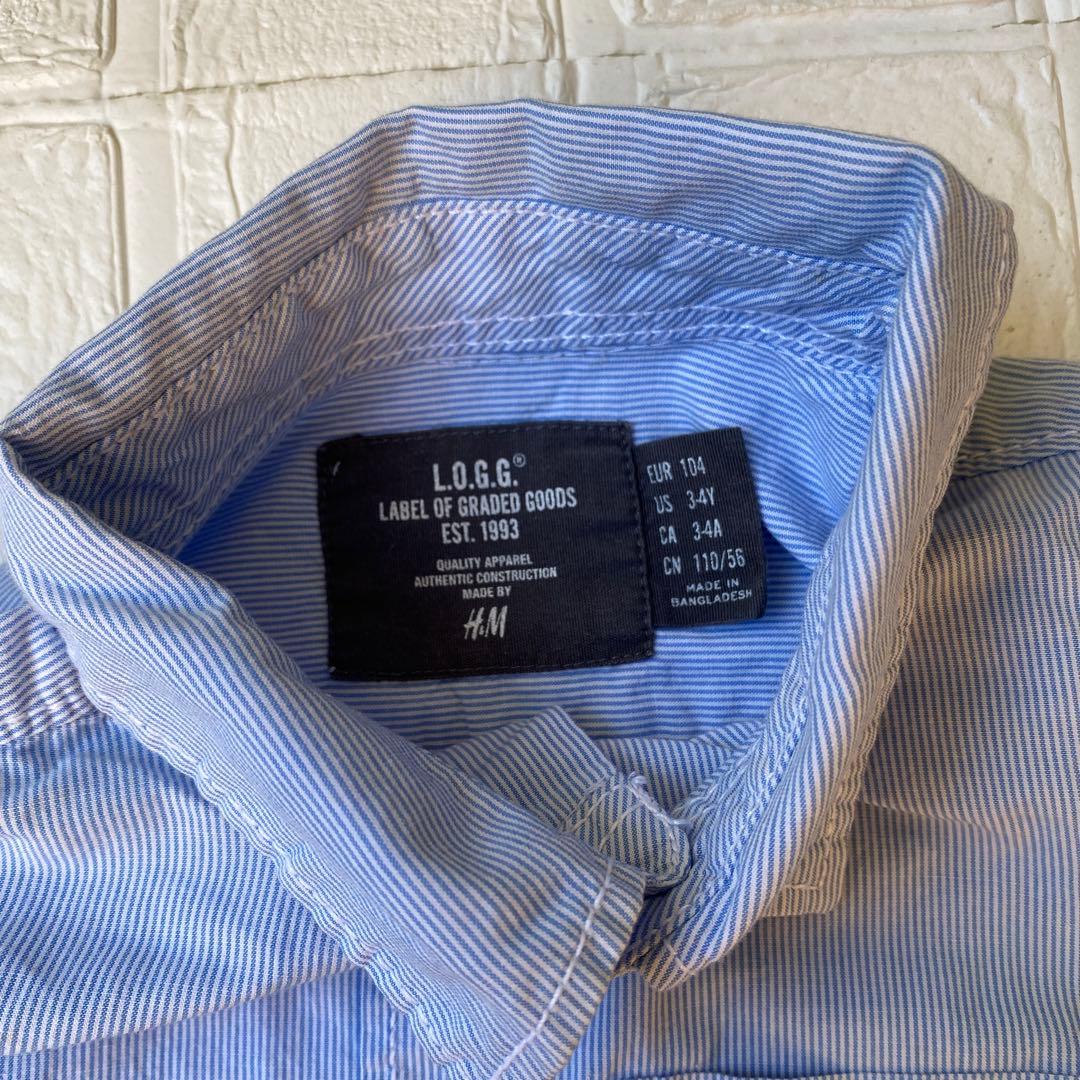 L.O.G.G.®
LABEL OF GRADED GOODS
EST. 1993
QUALITY APPAREL
AUTHENTIC CONSTRUCTION
MADE BY
H&M
EUR 104
US 3-4Y
CA 3-4A
CN 110/56
MADE IN
BANGLADESH